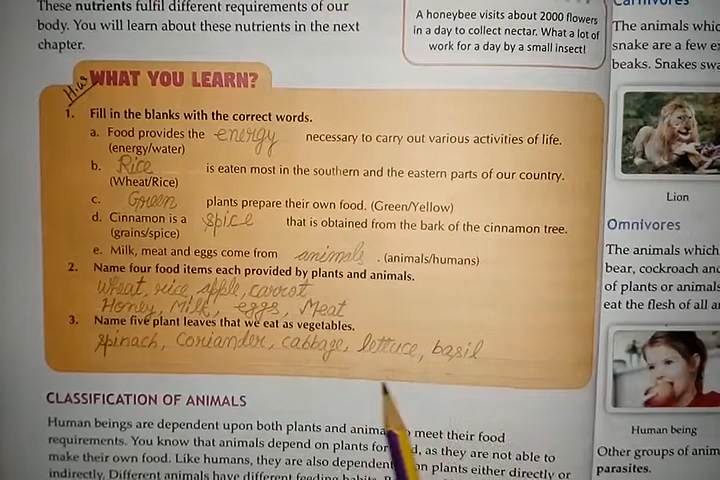 These nutrients fulfil different requirements of our
body. You will learn about these nutrients in the next
chapter.
A honeybee visits about 2000 flowers
in a day to collect nectar. What a lot of
work for a day by a small insect!
Carnivores
The animals
snake are a few
beaks. Snakes
H.W
WHAT YOU LEARN?
1. Fill in the blanks with the correct words.
a. Food provides the energy necessary to carry out various activities of life.
(energy/water)
b. Rice is eaten most in the southern and the eastern parts of our country.
(Wheat/Rice)
c. Green plants prepare their own food. (Green/Yellow)
d. Cinnamon is a spice that is obtained from the bark of the cinnamon tree.
(grains/spice)
e. Milk, meat and eggs come from animals . (animals/humans)
2. Name four food items each provided by plants and animals.
wheat, rice, apple, carrot
Honey, Milk, eggs, Meat
3. Name five plant leaves that we eat as vegetables.
spinach, Coriander, cabbage, lettuce, basil
Lion
Omnivores
The animals which
bear, cockroach
of plants or animals
eat the flesh of all
Human being
Other groups of
parasites.
CLASSIFICATION OF ANIMALS
Human beings are dependent upon both plants and to meet their food
requirements. You know that animals depend on plants for as they are not able to
make their own food. Like humans, they are also dependent on plants either directly or
indirectly. Different animals have different feeding habits.